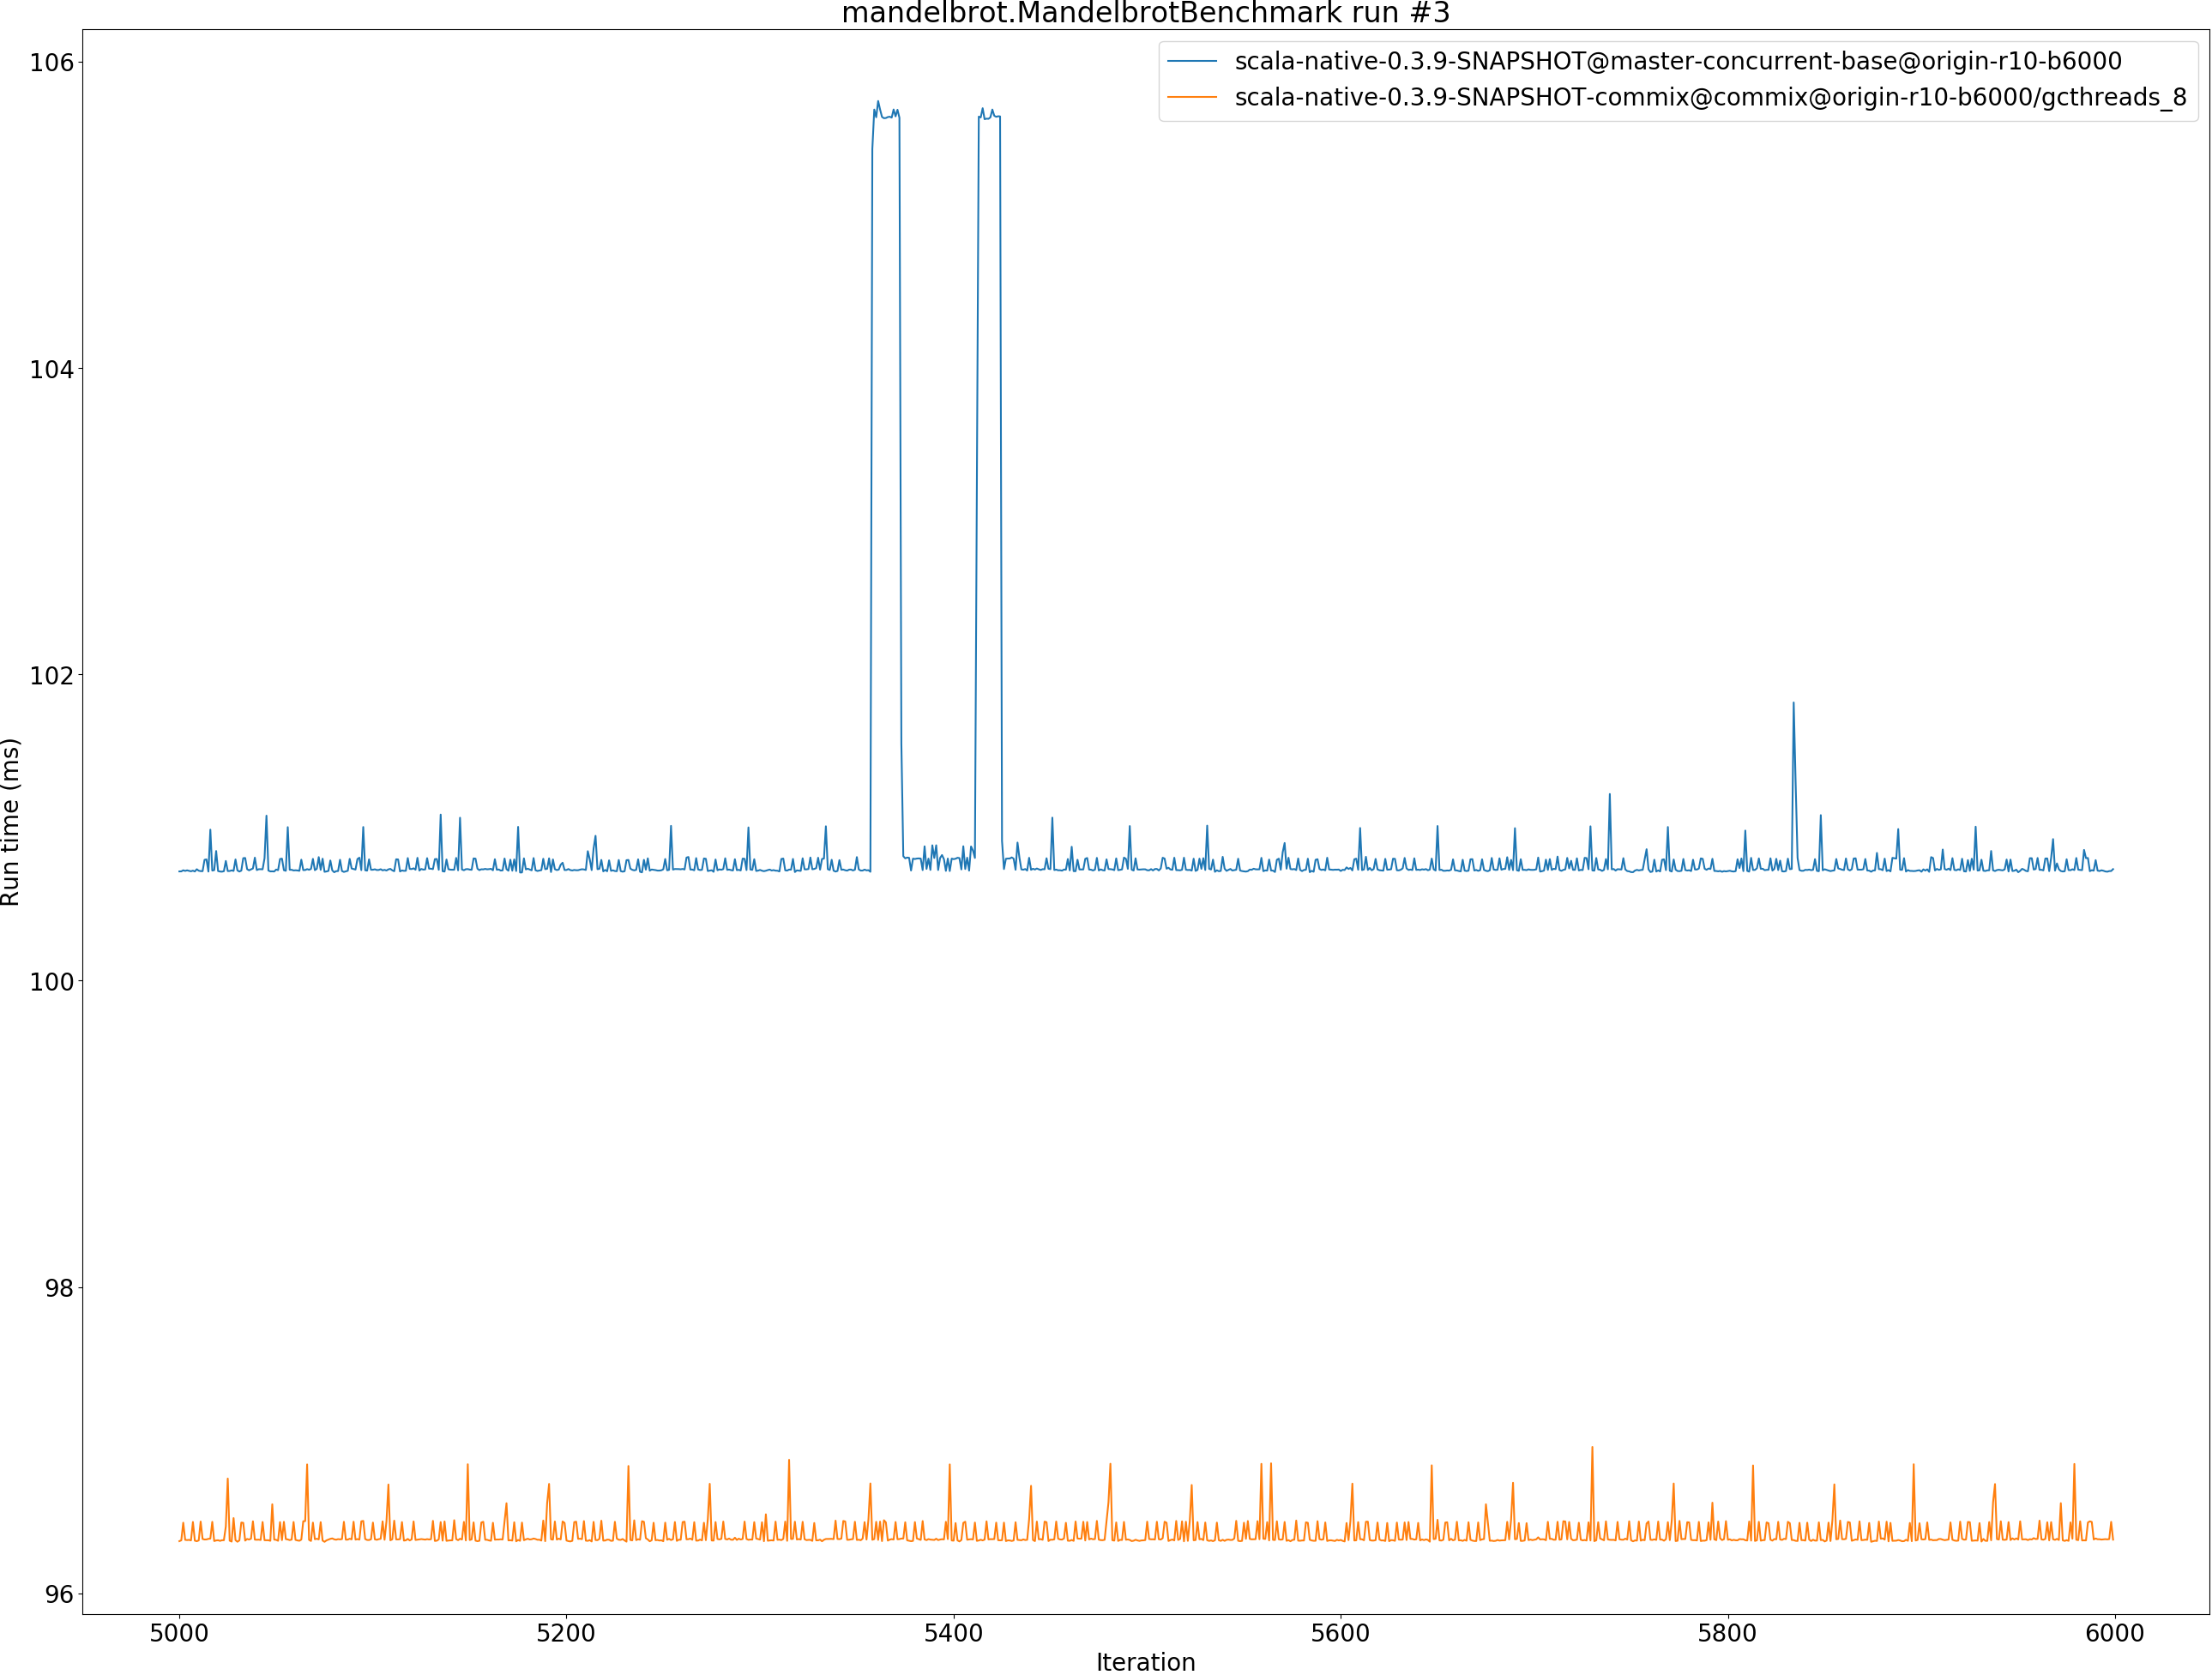 mandelbrot.MandelbrotBenchmark run #3
scala-native-0.3.9-SNAPSHOT@master-concurrent-base@origin-r10-b6000
scala-native-0.3.9-SNAPSHOT-commix@commix@origin-r10-b6000/gcthreads_8
106
104
102
100
98
96
Run time (ms)
5000 5200 5400 5600 5800 6000
Iteration